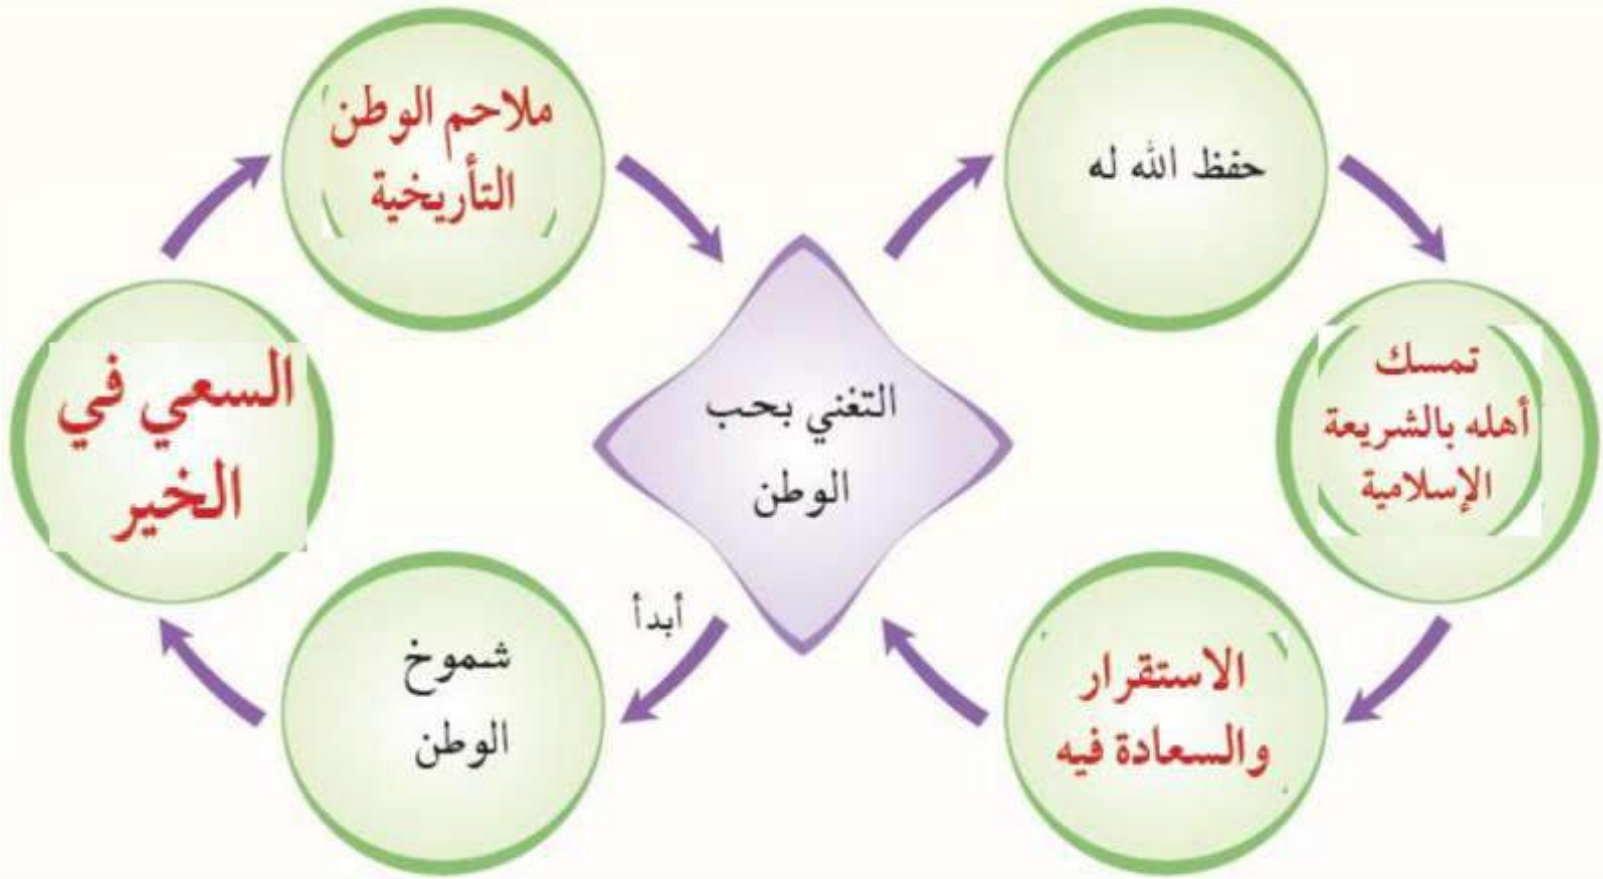 التغني بحب
الوطن
أبدأ
شموخ
الوطن
السعي في
الخير
ملاحم الوطن
التأريخية
حفظ الله له
تمسك
أهله بالشريعة
الإسلامية
الاستقرار
والسعادة فيه